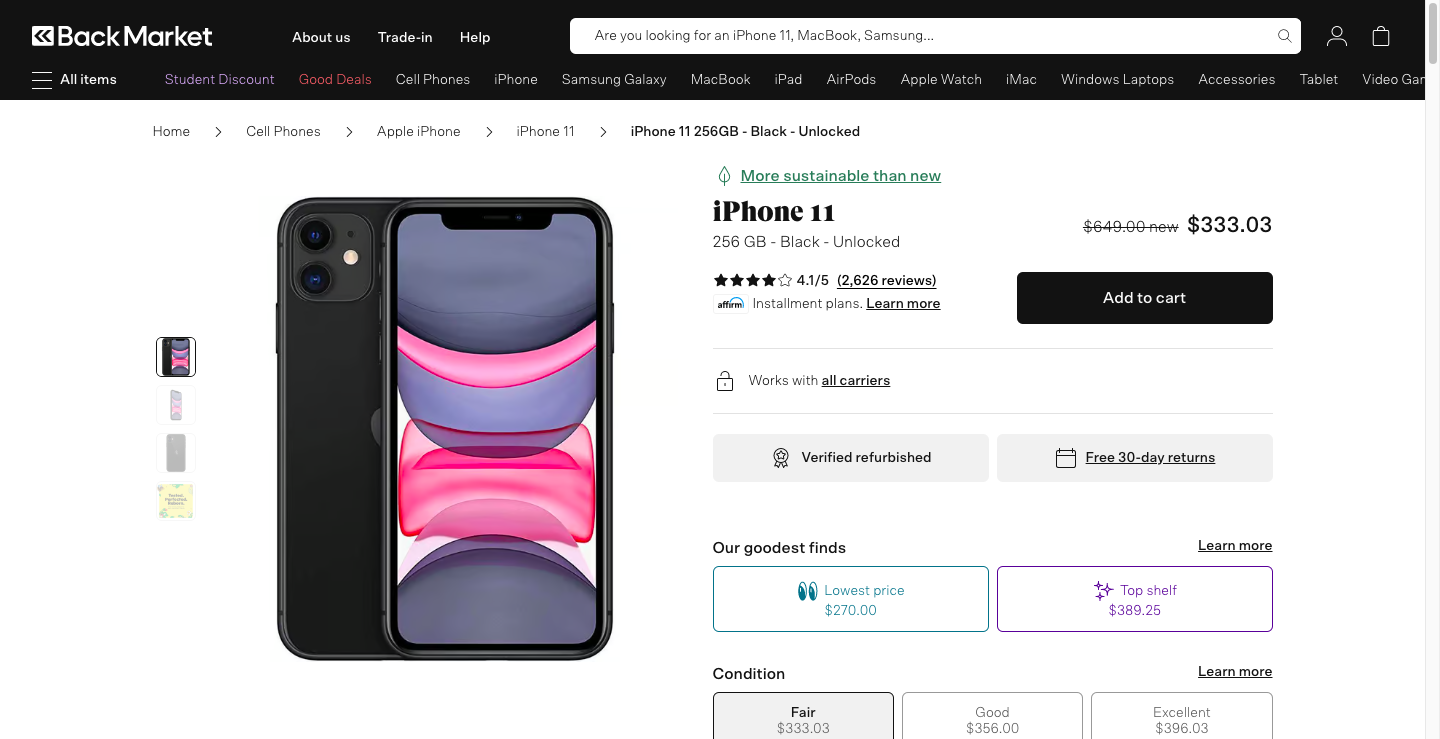 Back Market
About us
Trade-in
Help
Are you looking for an iPhone 11, MacBook, Samsung...
All items
Student Discount
Good Deals
Cell Phones
iPhone
Samsung Galaxy
MacBook
iPad
AirPods
Apple Watch
iMac
Windows Laptops
Accessories
Tablet
Video Gam
Home
Cell Phones
Apple iPhone
iPhone 11
iPhone 11 256GB - Black - Unlocked
More sustainable than new
iPhone 11
256 GB - Black - Unlocked
$649.00 new $333.03
4.1/5 (2,626 reviews)
affirm Installment plans. Learn more
Add to cart
Works with all carriers
Verified refurbished
Free 30-day returns
Our goodest finds
Learn more
Lowest price
$270.00
Top shelf
$389.25
Condition
Learn more
Fair
$333.03
Good
$356.00
Excellent
$396.03